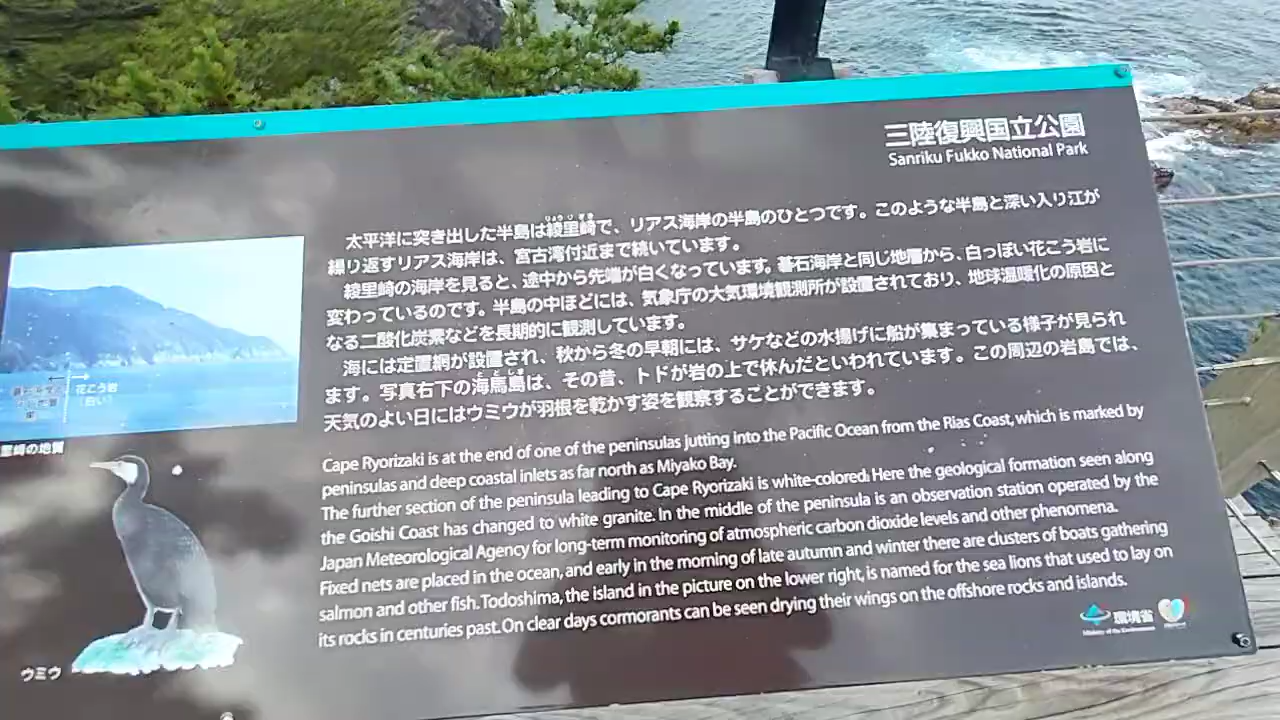 三陸復興国立公園
Sanriku Fukko National Park
太平洋に突き出した半島は綾里崎で、リアス海岸の半島のひとつです。このような半島と深い入り江が
繰り返すリアス海岸は、宮古湾付近まで続いています。
綾里崎の海岸を見ると、途中から先端が白くなっています。碁石海岸と同じ地層から、白っぽい花こう岩に
変わっているのです。半島の中ほどには、気象庁の大気環境観測所が設置されており、地球温暖化の原因と
なる二酸化炭素などを長期的に観測しています。
海には定置網が設置され、秋から冬の早朝には、サケなどの水揚げに船が集まっている様子が見られ
ます。写真右下の海馬島は、その昔、トドが岩の上で休んだといわれています。この周辺の岩島では、
天気のよい日にはウミウが羽根を乾かす姿を観察することができます。
Cape Ryorizaki is at the end of one of the peninsulas jutting into the Pacific Ocean from the Rias Coast, which is marked by
peninsulas and deep coastal inlets as far north as Miyako Bay.
The further section of the peninsula leading to Cape Ryorizaki is white-colored. Here the geological formation seen along
the Goishi Coast has changed to white granite. In the middle of the peninsula is an observation station operated by the
Japan Meteorological Agency for long-term monitoring of atmospheric carbon dioxide levels and other phenomena.
Fixed nets are placed in the ocean, and early in the morning of late autumn and winter there are clusters of boats gathering
salmon and other fish. Todoshima, the island in the picture on the lower right, is named for the sea lions that used to lay on
its rocks in centuries past. On clear days cormorants can be seen drying their wings on the offshore rocks and islands.
花こう岩
（白い）
里崎の地質
ウミウ
環境省
Ministry of the Environment